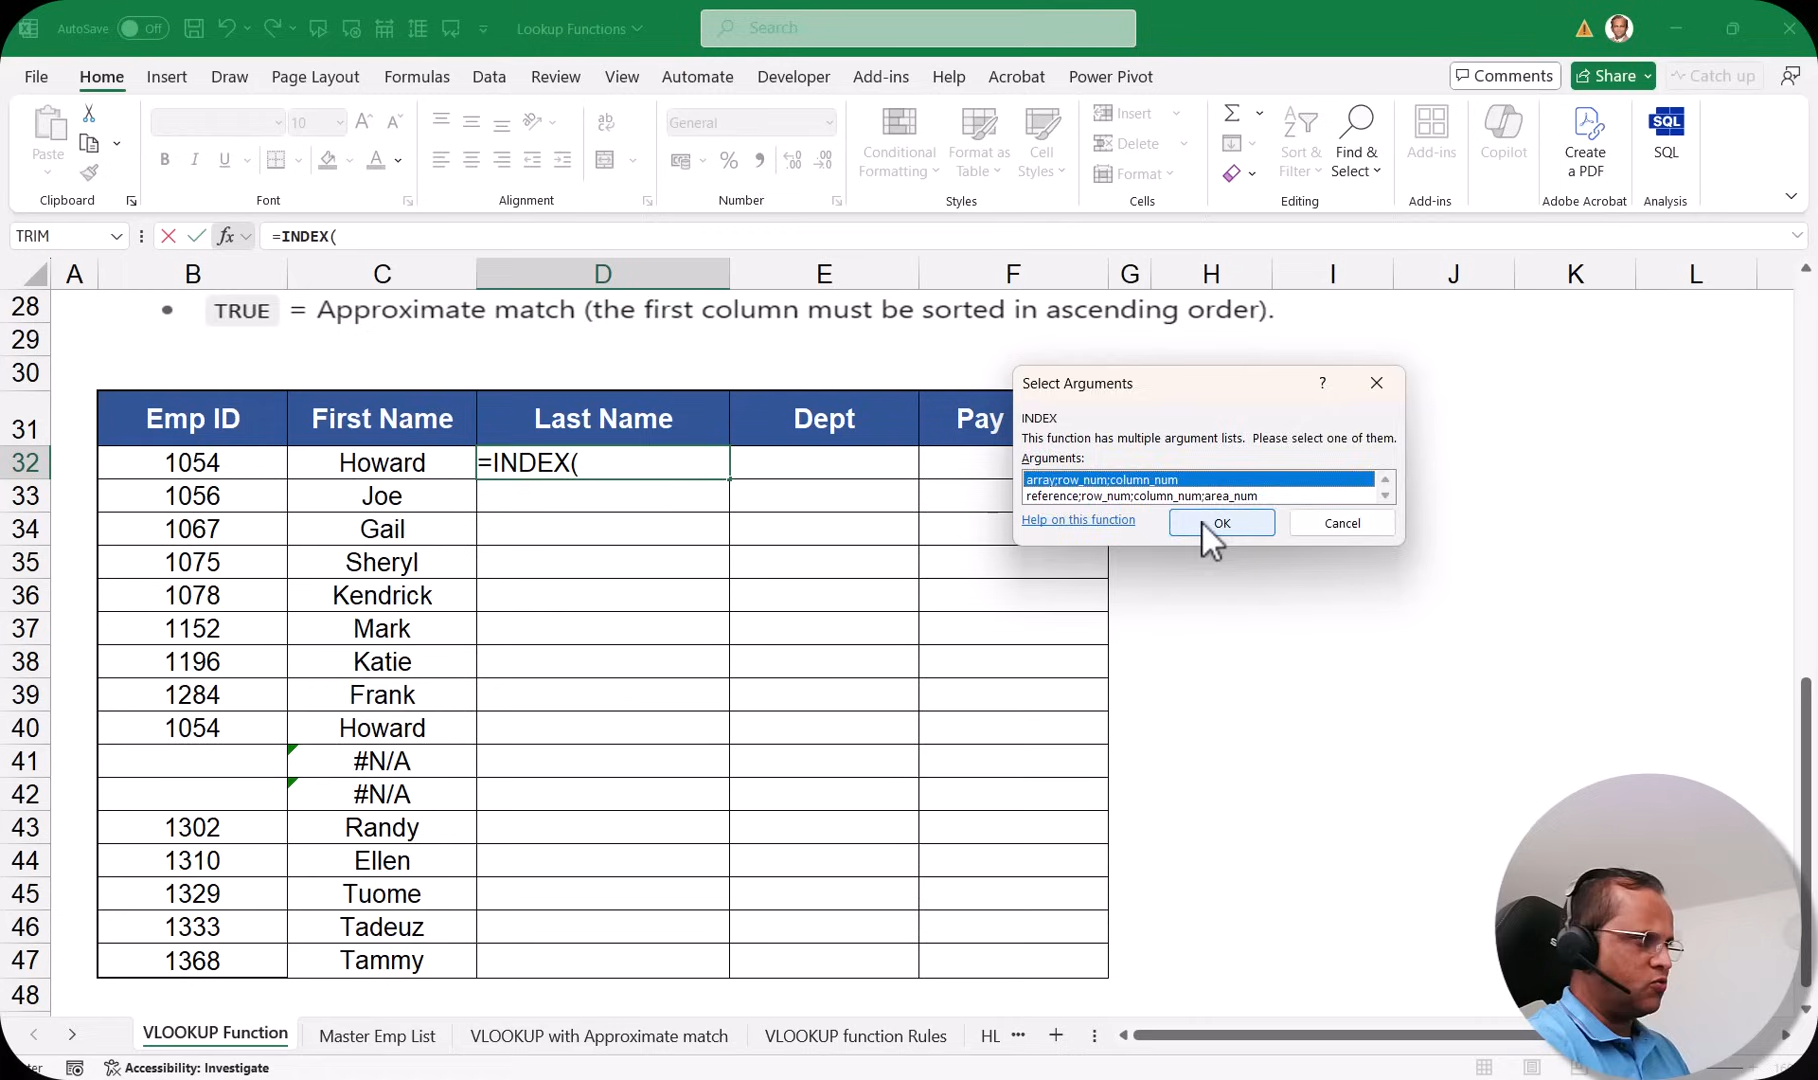 AutoSave Off Lookup Functions Search
File Home Insert Draw Page Layout Formulas Data Review View Automate Developer Add-ins Help Acrobat Power Pivot Comments Share Catch up
Paste 10 General Conditional Formatting Format as Table Cell Styles Insert Delete Format Sort & Filter Find & Select Add-ins Copilot SQL Create a PDF SQL
Clipboard Font Alignment Number Styles Cells Editing Add-ins Adobe Acrobat Analysis
TRIM fx =INDEX(
A B C D E F G H I J K L
28 • TRUE = Approximate match (the first column must be sorted in ascending order).
29
30
31 Emp ID First Name Last Name Dept Pay
32 1054 Howard =INDEX(
33 1056 Joe
34 1067 Gail
35 1075 Sheryl
36 1078 Kendrick
37 1152 Mark
38 1196 Katie
39 1284 Frank
40 1054 Howard
41 #N/A
42 #N/A
43 1302 Randy
44 1310 Ellen
45 1329 Tuome
46 1333 Tadeuz
47 1368 Tammy
48
Select Arguments ?
INDEX
This function has multiple argument lists. Please select one of them.
Arguments:
array;row_num;column_num
reference;row_num;column_num;area_num
Help on this function OK Cancel
VLOOKUP Function Master Emp List VLOOKUP with Approximate match VLOOKUP function Rules HL
Accessibility: Investigate